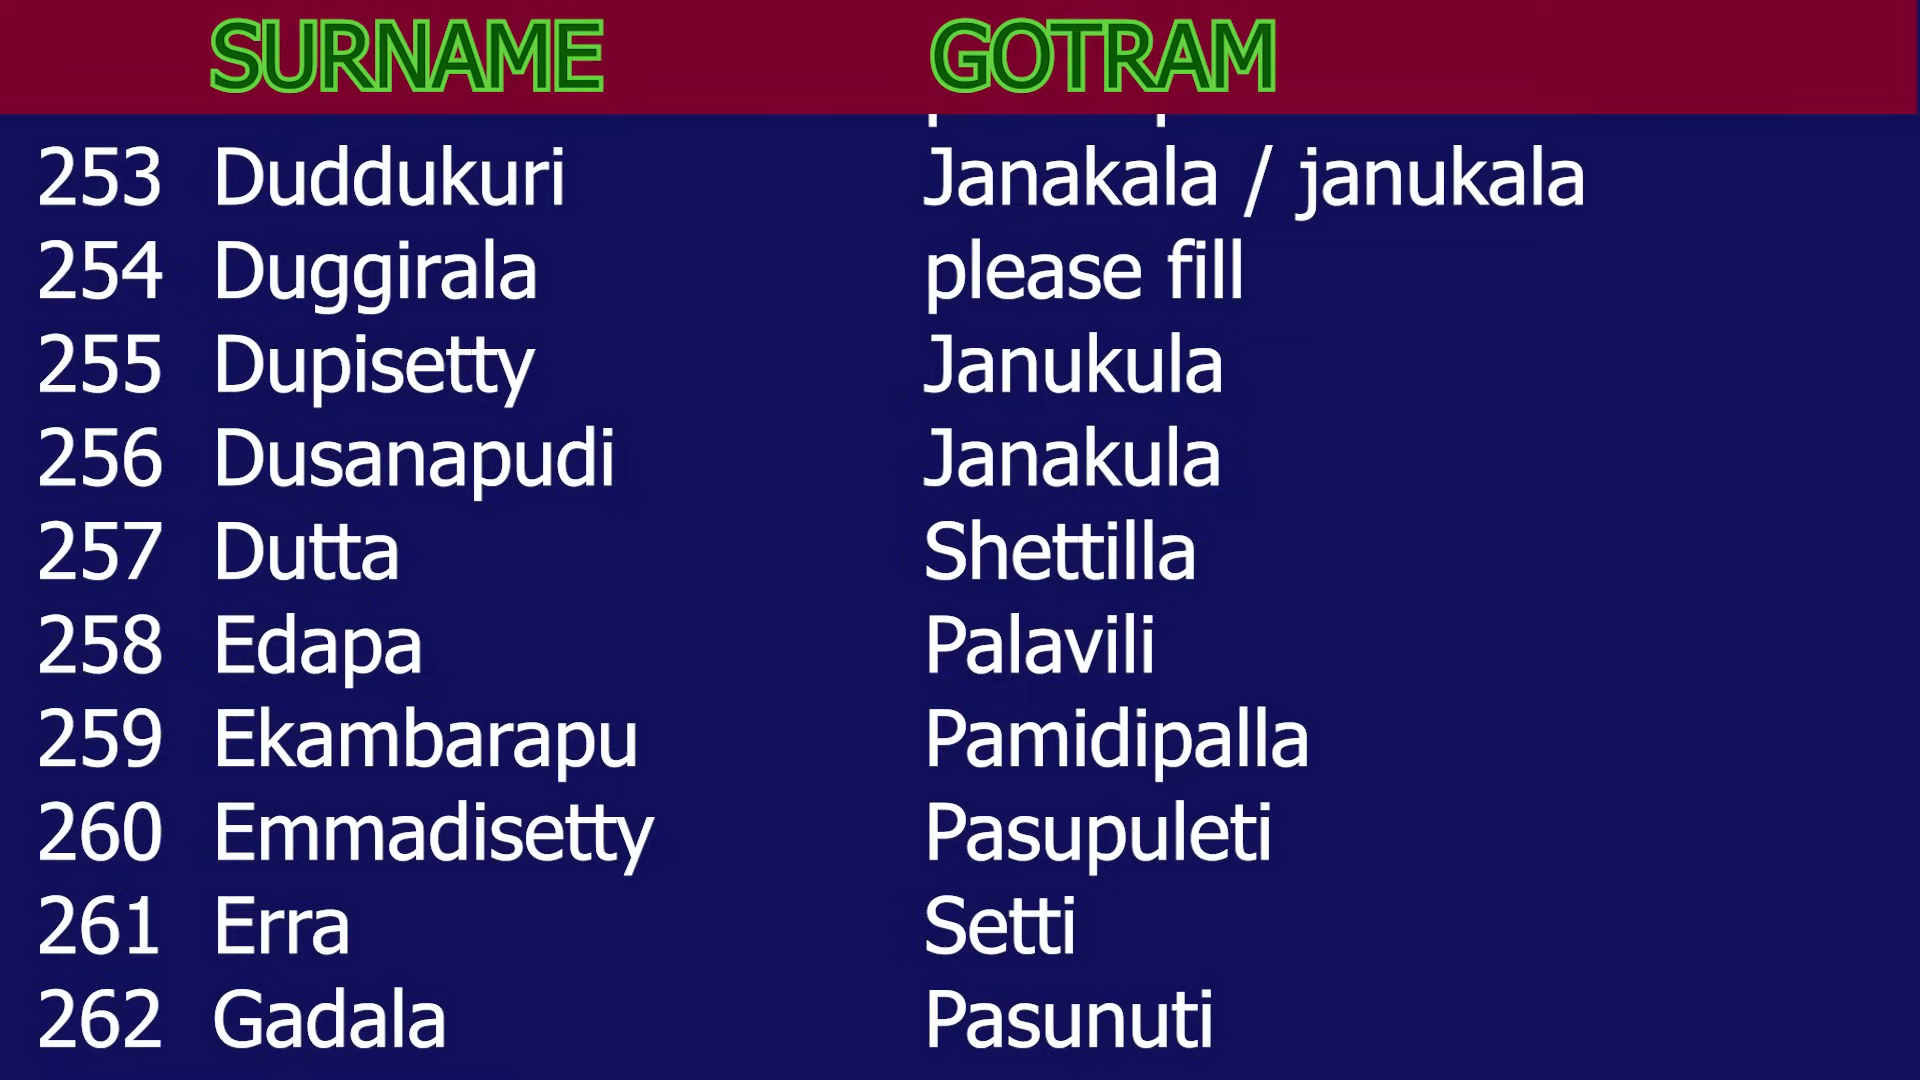 SURNAME GOTRAM
253 Duddukuri Janakala / janukala
254 Duggirala please fill
255 Dupisetty Janukula
256 Dusanapudi Janakula
257 Dutta Shettilla
258 Edapa Palavili
259 Ekambarapu Pamidipalla
260 Emmadisetty Pasupuleti
261 Erra Setti
262 Gadala Pasunuti